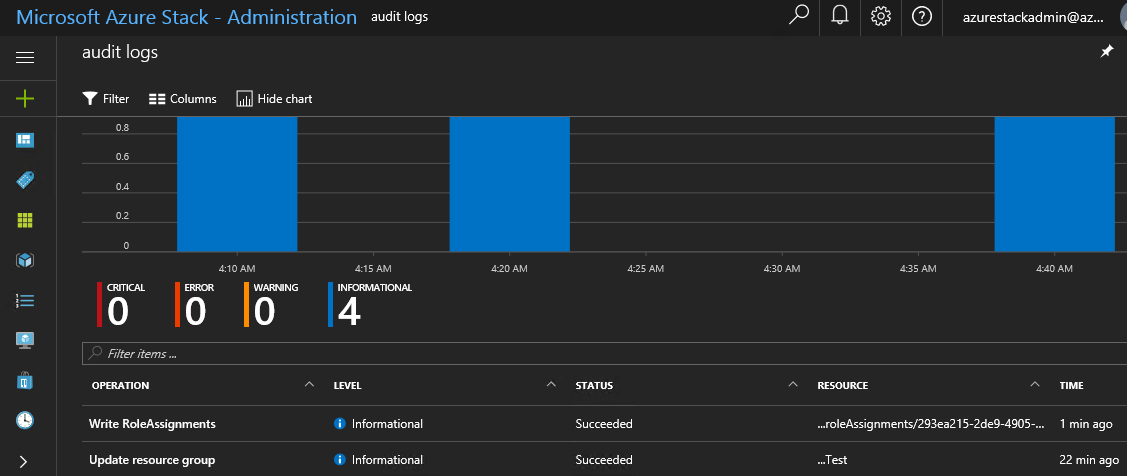 Microsoft Azure Stack - Administration audit logs azurestackadmin@az...
audit logs
Filter Columns Hide chart
0.8
0.6
0.4
0.2
0
4:10 AM 4:15 AM 4:20 AM 4:25 AM 4:30 AM 4:35 AM 4:40 AM
CRITICAL ERROR WARNING INFORMATIONAL
0 0 0 4
Filter items ...
OPERATION LEVEL STATUS RESOURCE TIME
Write RoleAssignments Informational Succeeded ...roleAssignments/293ea215-2de9-4905-... 1 min ago
Update resource group Informational Succeeded ...Test 22 min ago